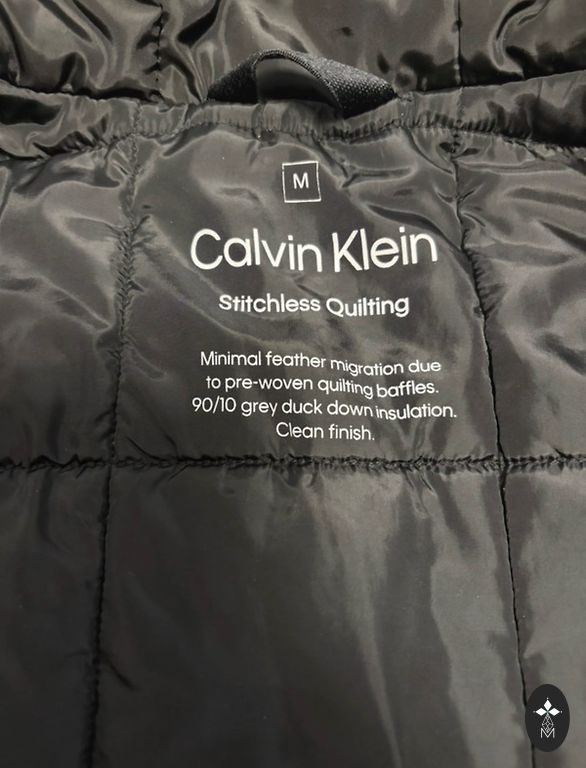 M
Calvin Klein
Stitchless Quilting
Minimal feather migration due
to pre-woven quilting baffles.
90/10 grey duck down insulation.
Clean finish.
M